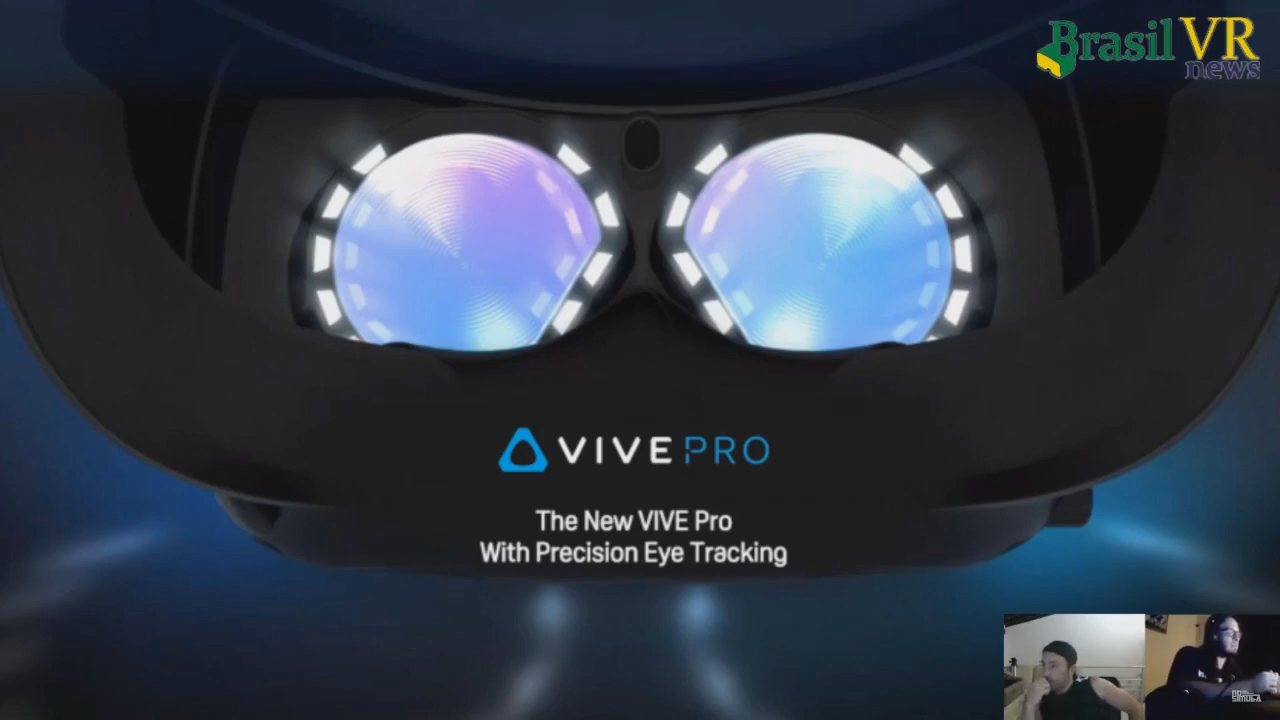 Brasil VR
news
VIVE PRO
The New VIVE Pro
With Precision Eye Tracking